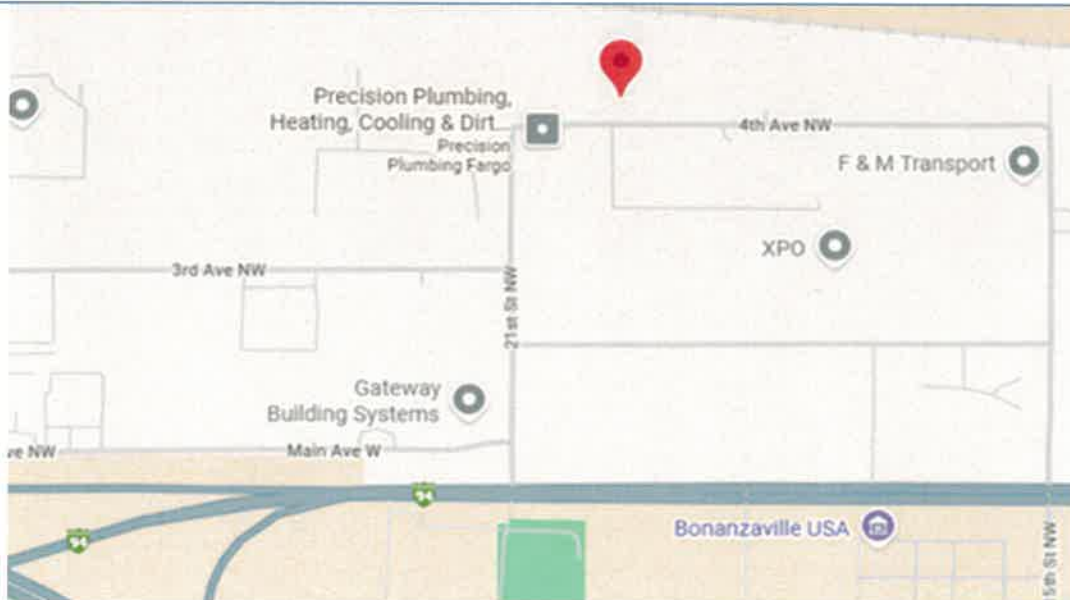 Precision Plumbing,
Heating, Cooling & Dirt...
Precision
Plumbing Fargo
4th Ave NW
F & M Transport
XPO
3rd Ave NW
21st St NW
Gateway
Building Systems
ve NW
Main Ave W
94
94
Bonanzaville USA
5th St NW